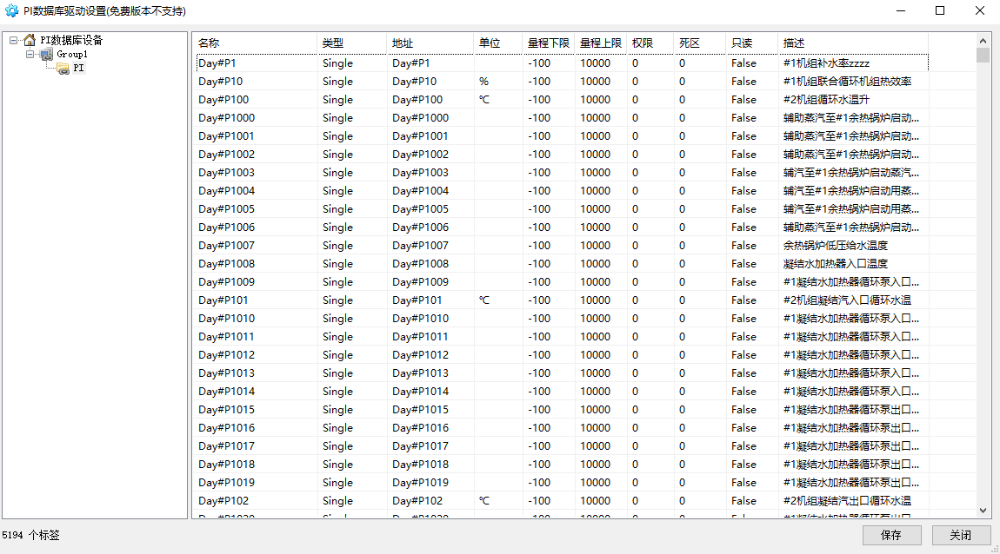 PI数据库驱动设置(免费版本不支持)
PI数据库设备
Group1
PI
名称 类型 地址 单位 量程下限 量程上限 权限 死区 只读 描述
Day#P1 Single Day#P1 -100 10000 0 0 False #1机组补水率zzzz
Day#P10 Single Day#P10 % -100 10000 0 0 False #1机组联合循环机组热效率
Day#P100 Single Day#P100 ℃ -100 10000 0 0 False #2机组循环水温升
Day#P1000 Single Day#P1000 -100 10000 0 0 False 辅助蒸汽至#1余热锅炉启动...
Day#P1001 Single Day#P1001 -100 10000 0 0 False 辅助蒸汽至#1余热锅炉启动...
Day#P1002 Single Day#P1002 -100 10000 0 0 False 辅助蒸汽至#1余热锅炉启动...
Day#P1003 Single Day#P1003 -100 10000 0 0 False 辅汽至#1余热锅炉启动蒸汽...
Day#P1004 Single Day#P1004 -100 10000 0 0 False 辅汽至#1余热锅炉启动用蒸...
Day#P1005 Single Day#P1005 -100 10000 0 0 False 辅汽至#1余热锅炉启动用蒸...
Day#P1006 Single Day#P1006 -100 10000 0 0 False 辅助蒸汽至#1余热锅炉启动...
Day#P1007 Single Day#P1007 -100 10000 0 0 False 余热锅炉低压给水温度
Day#P1008 Single Day#P1008 -100 10000 0 0 False 凝结水加热器入口温度
Day#P1009 Single Day#P1009 -100 10000 0 0 False #1凝结水加热器循环泵入口...
Day#P101 Single Day#P101 ℃ -100 10000 0 0 False #2机组凝结汽入口循环水温
Day#P1010 Single Day#P1010 -100 10000 0 0 False #1凝结水加热器循环泵入口...
Day#P1011 Single Day#P1011 -100 10000 0 0 False #1凝结水加热器循环泵入口...
Day#P1012 Single Day#P1012 -100 10000 0 0 False #1凝结水加热器循环泵入口...
Day#P1013 Single Day#P1013 -100 10000 0 0 False #1凝结水加热器循环泵入口...
Day#P1014 Single Day#P1014 -100 10000 0 0 False #1凝结水加热器循环泵入口...
Day#P1015 Single Day#P1015 -100 10000 0 0 False #1凝结水加热器循环泵出口...
Day#P1016 Single Day#P1016 -100 10000 0 0 False #1凝结水加热器循环泵出口...
Day#P1017 Single Day#P1017 -100 10000 0 0 False #1凝结水加热器循环泵出口...
Day#P1018 Single Day#P1018 -100 10000 0 0 False #1凝结水加热器循环泵出口...
Day#P1019 Single Day#P1019 -100 10000 0 0 False #1凝结水加热器循环泵出口...
Day#P102 Single Day#P102 ℃ -100 10000 0 0 False #2机组凝结汽出口循环水温
5194 个标签
保存 关闭